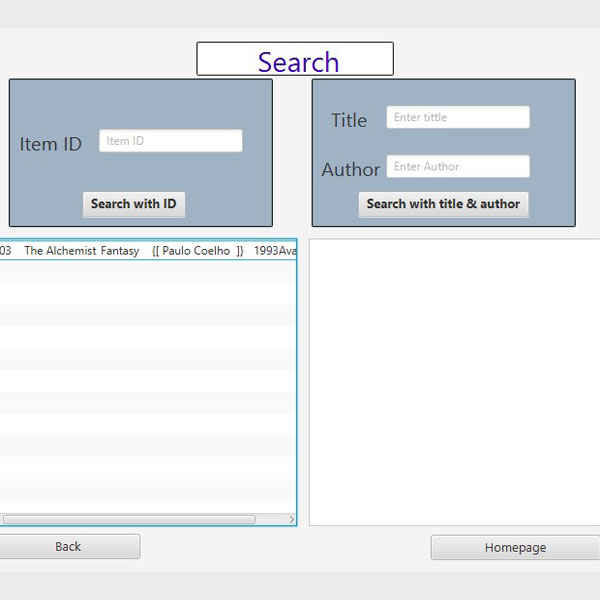 Search
Item ID
Item ID
Search with ID
Title
Enter tittle
Author
Enter Author
Search with title & author
03 The Alchemist Fantasy {[ Paulo Coelho ]} 1993Ava
Back
Homepage